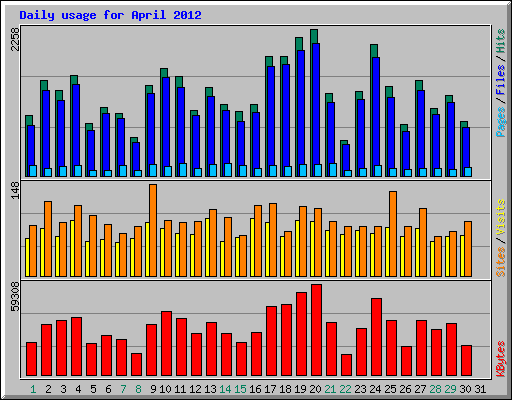 Daily usage for April 2012
2258
Pages / Files / Hits
148
Sites / Visits
59308
KBytes
1 2 3 4 5 6 7 8 9 10 11 12 13 14 15 16 17 18 19 20 21 22 23 24 25 26 27 28 29 30 31